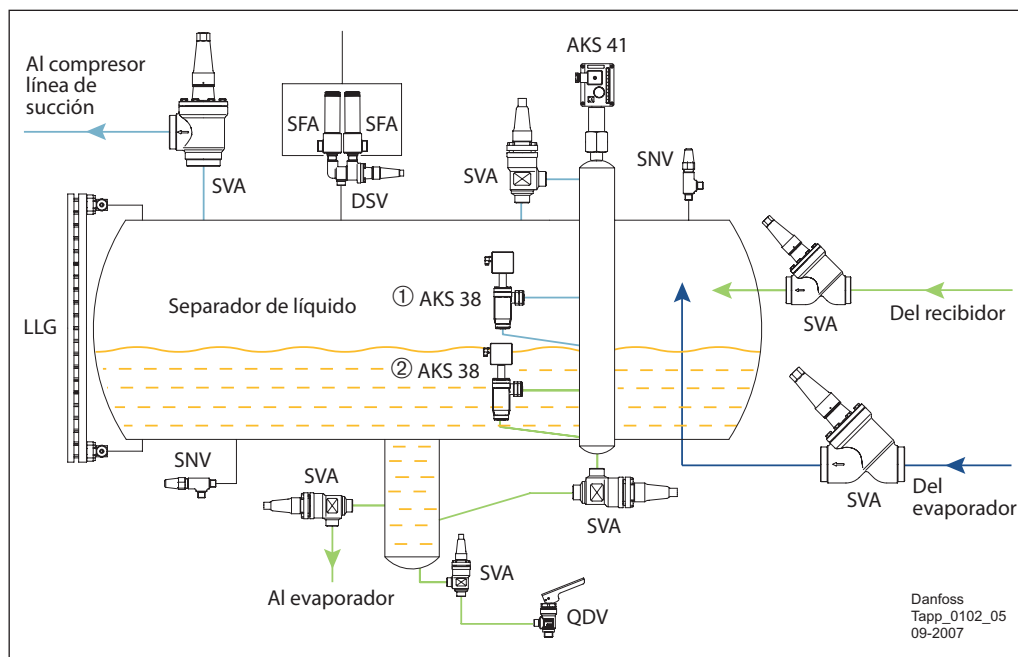 Al compresor
línea de
succión
SVA
SFA
SFA
DSV
AKS 41
SVA
SNV
LLG
Separador de líquido
① AKS 38
② AKS 38
SVA
Del recibidor
SVA
Del
evaporador
SNV
SVA
Al evaporador
SVA
SVA
QDV
Danfoss
Tapp_0102_05
09-2007